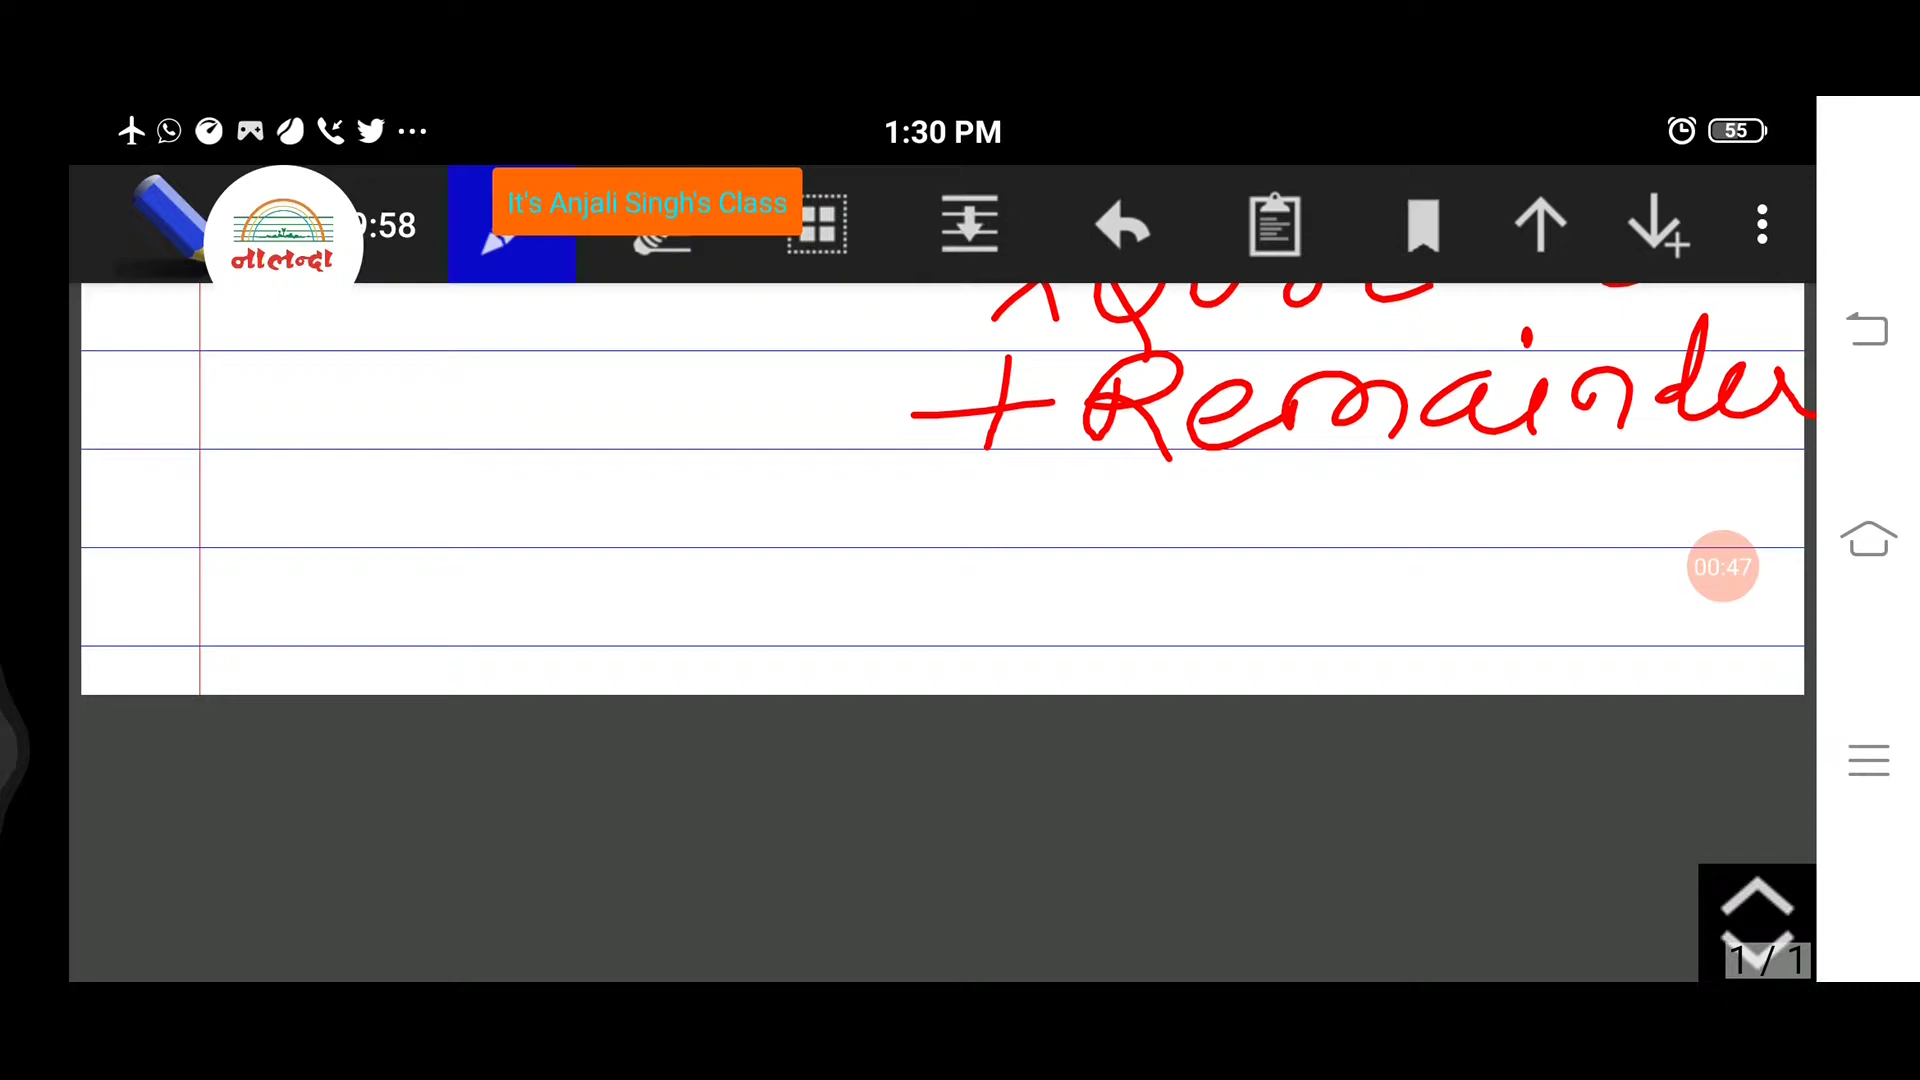 1:30 PM
55
नालन्दा
:58
It's Anjali Singh's Class
+ Remainder
00:47
1 / 1